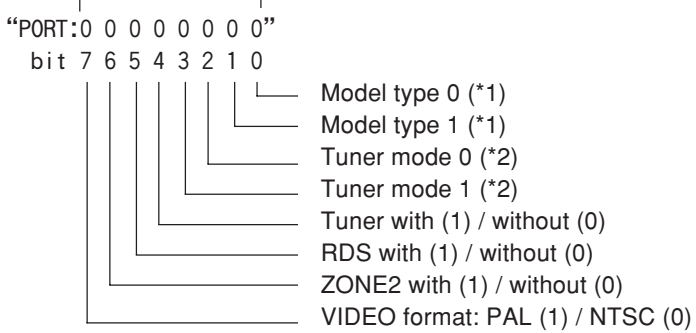 “PORT:0 0 0 0 0 0 0 0”
bit 7 6 5 4 3 2 1 0
Model type 0 (*1)
Model type 1 (*1)
Tuner mode 0 (*2)
Tuner mode 1 (*2)
Tuner with (1) / without (0)
RDS with (1) / without (0)
ZONE2 with (1) / without (0)
VIDEO format: PAL (1) / NTSC (0)